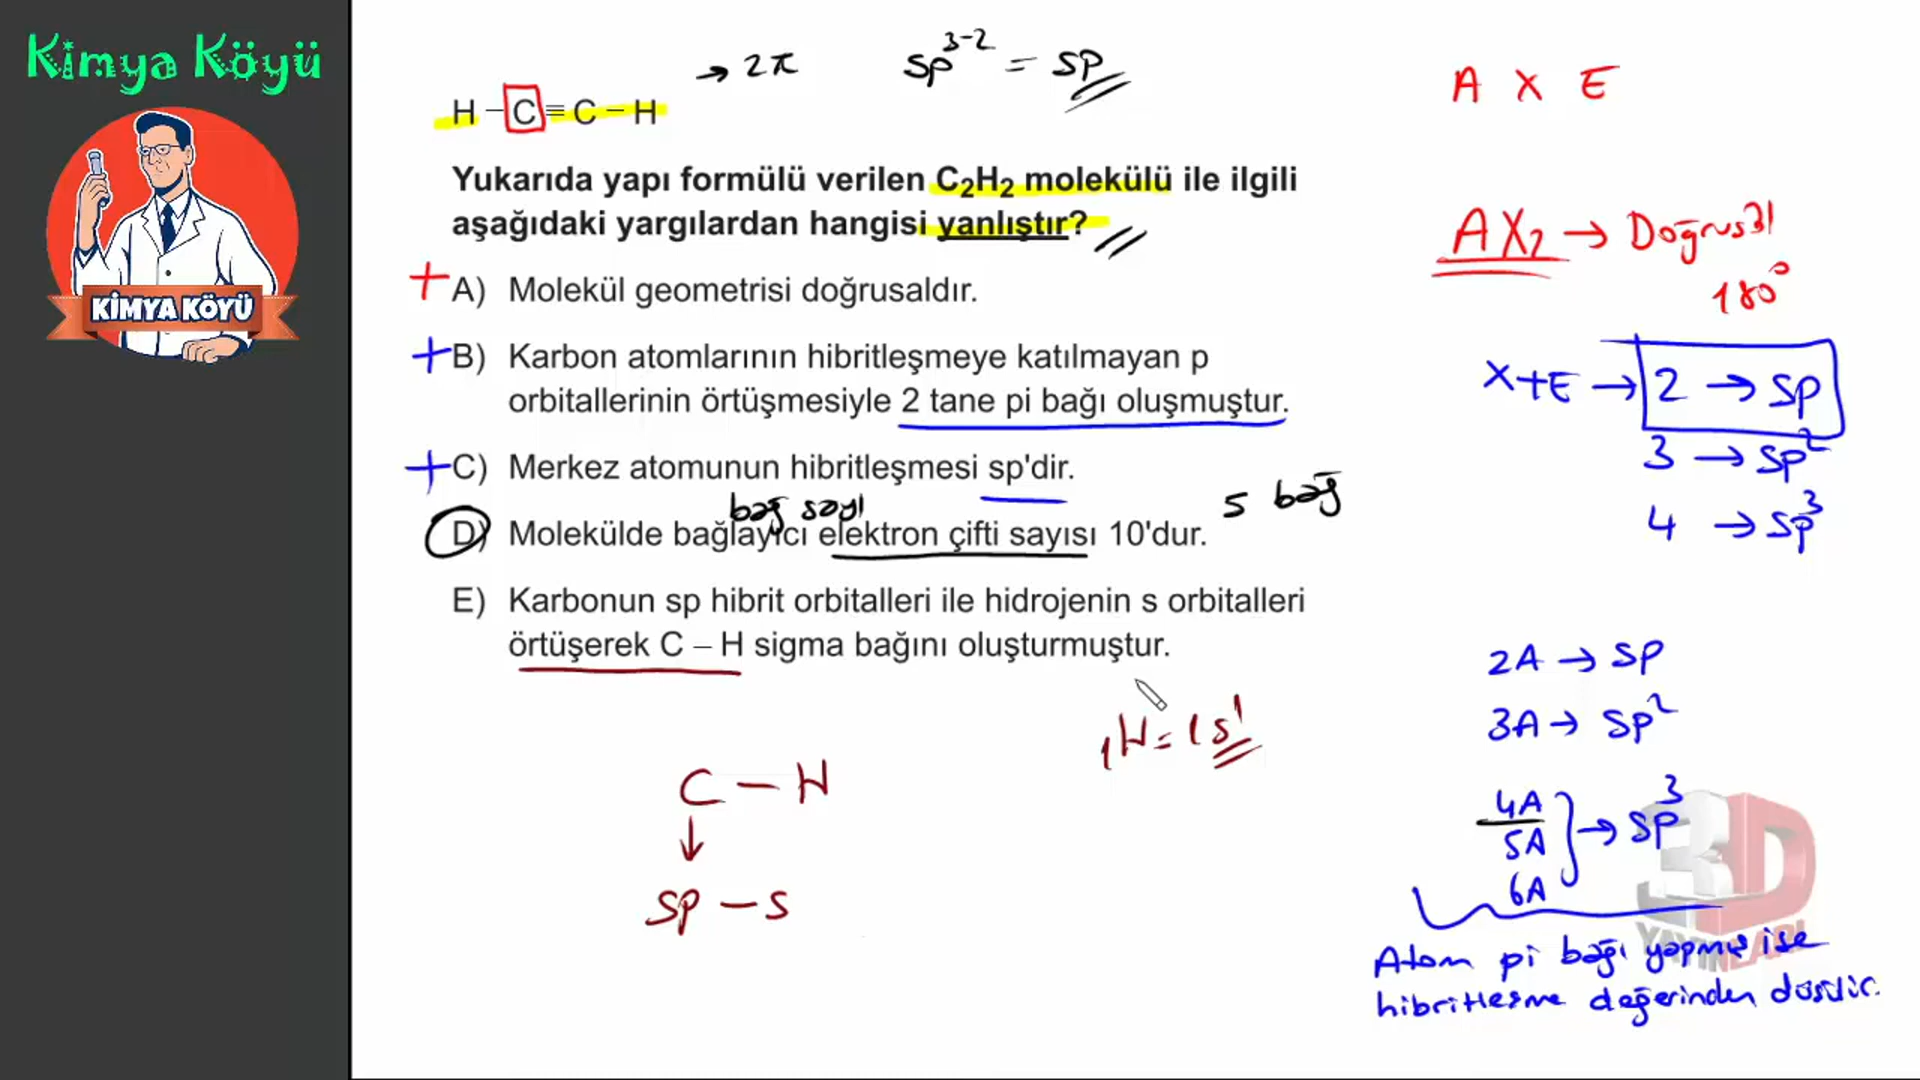 Kimya Köyü
KİMYA KÖYÜ
→ 2π
sp³⁻² = sp
H – C ≡ C – H
Yukarıda yapı formülü verilen C₂H₂ molekülü ile ilgili
aşağıdaki yargılardan hangisi yanlıştır?
+ A) Molekül geometrisi doğrusaldır.
+ B) Karbon atomlarının hibritleşmeye katılmayan p
orbitallerinin örtüşmesiyle 2 tane pi bağı oluşmuştur.
+ C) Merkez atomunun hibritleşmesi sp'dir.
bağ sayı
5 bağ
D) Molekülde bağlayıcı elektron çifti sayısı 10'dur.
E) Karbonun sp hibrit orbitalleri ile hidrojenin s orbitalleri
örtüşerek C – H sigma bağını oluşturmuştur.
₁H = 1s¹
C – H
↓
sp – s
A X E
AX₂ → Doğrusal
180°
X+E → 2 → sp
3 → sp²
4 → sp³
2A → sp
3A → sp²
4A
5A → sp³
6A
3D
YAYINLARI
Atom pi bağı yapmış ise
hibritleşme değerinden düşülür.